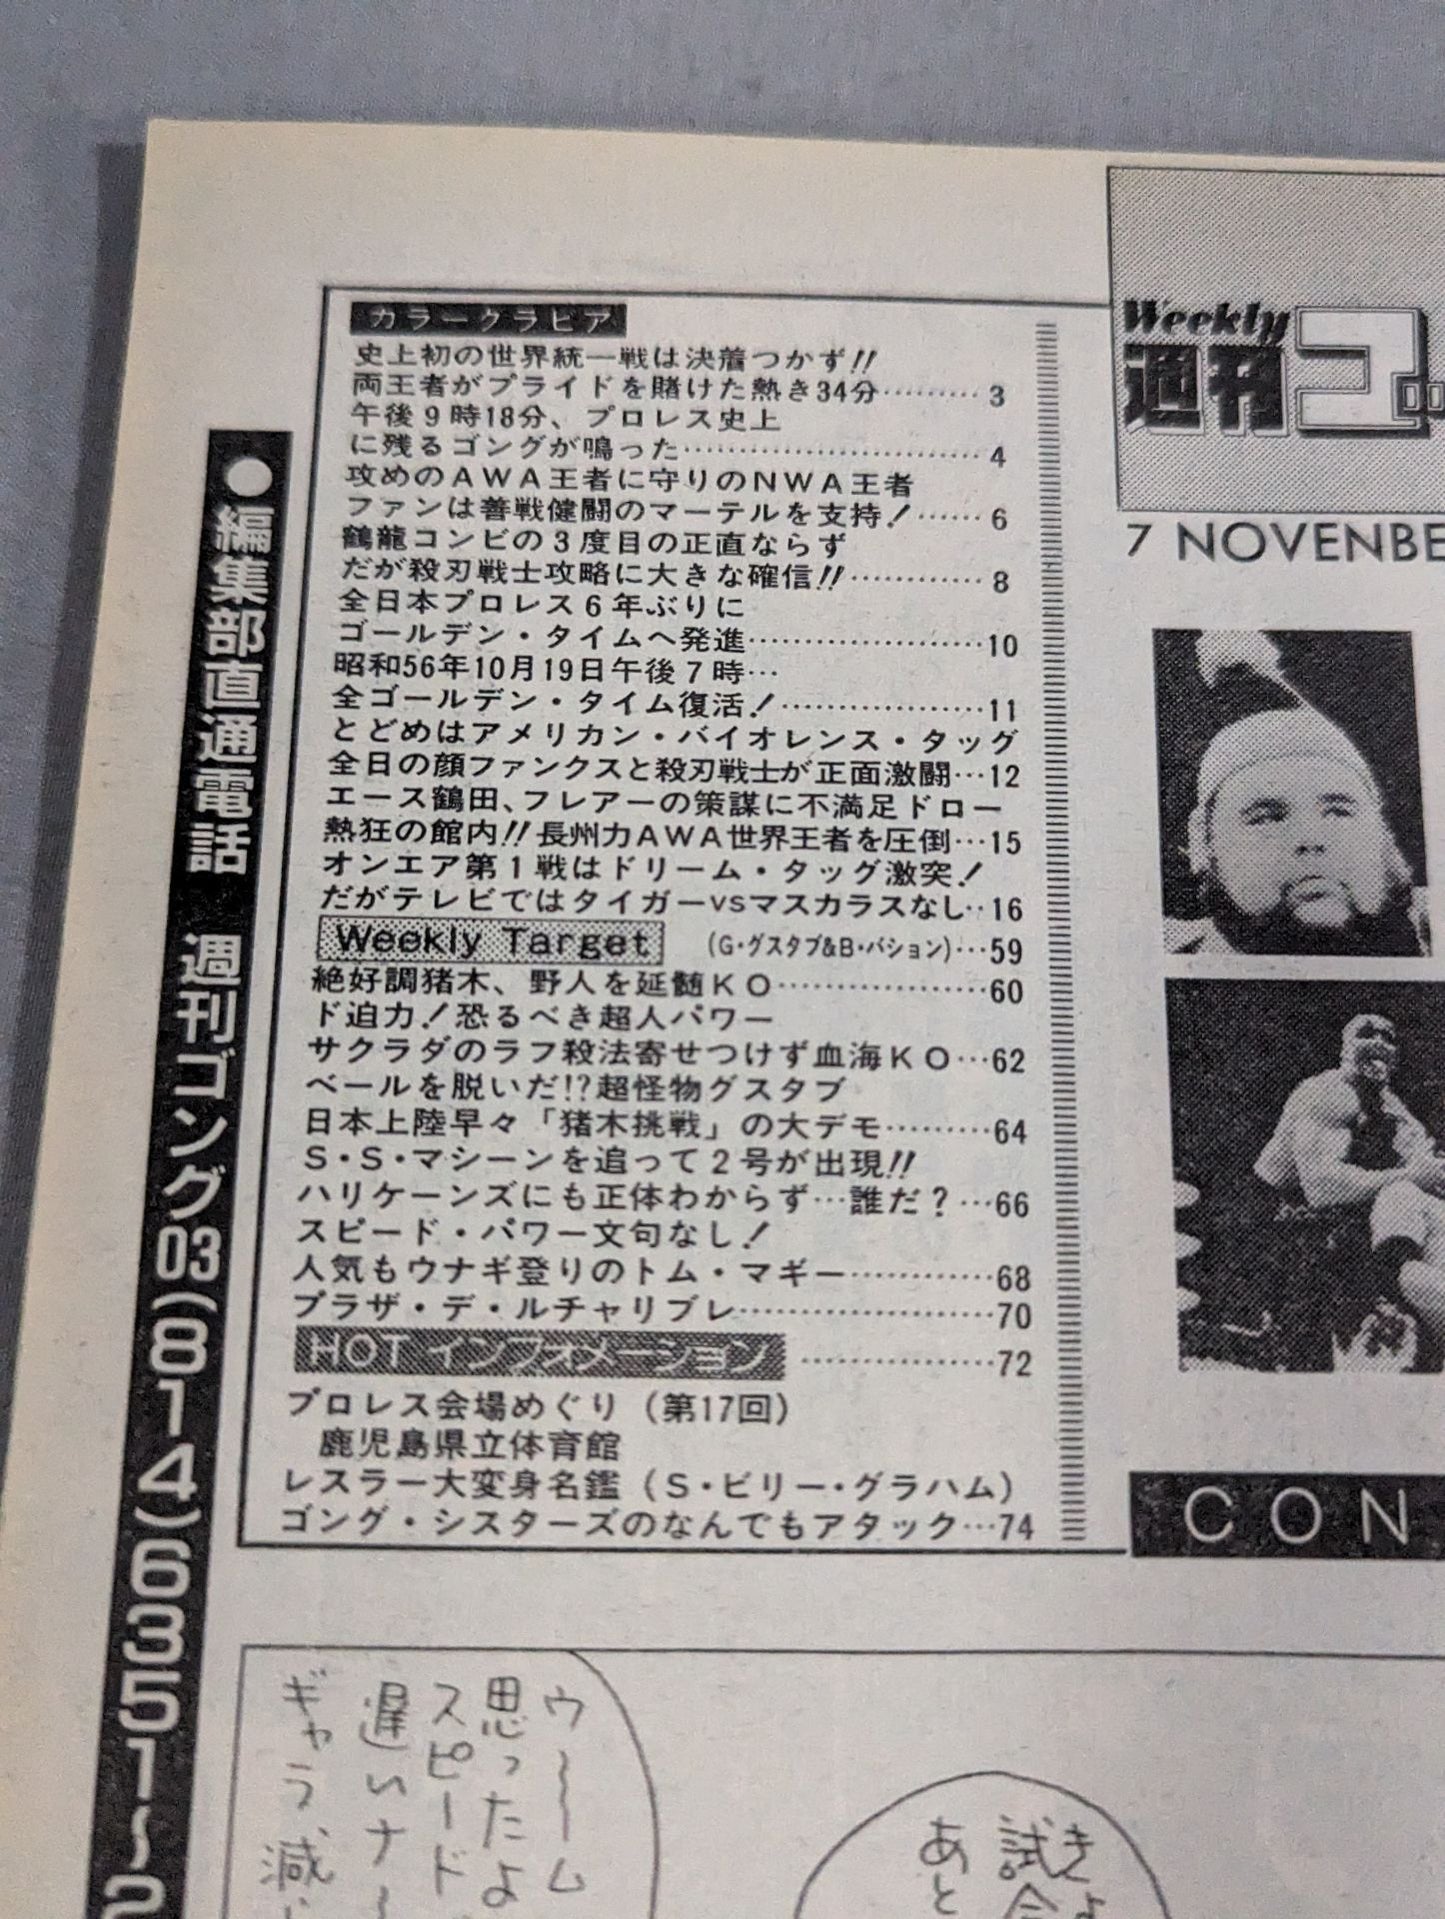 カラーグラビア
史上初の世界統一戦は決着つかず!!
両王者がプライドを賭けた熱き34分………3
午後9時18分、プロレス史上
に残るゴングが鳴った…………………………4
攻めのAWA王者に守りのNWA王者
ファンは善戦健闘のマーテルを支持!……6
鶴龍コンビの3度目の正直ならず
だが殺刃戦士攻略に大きな確信!!…………8
全日本プロレス6年ぶりに
ゴールデン・タイムへ発進……………………10
昭和56年10月19日午後7時…
全ゴールデン・タイム復活!………………11
とどめはアメリカン・バイオレンス・タッグ
全日の顔ファンクスと殺刃戦士が正面激闘…12
エース鶴田、フレアーの策謀に不満足ドロー
熱狂の館内!!長州力AWA世界王者を圧倒…15
オンエア第1戦はドリーム・タッグ激突!
だがテレビではタイガーvsマスカラスなし‥16
Weekly Target (G・グスタブ&B・バション)…59
絶好調猪木、野人を延髄KO…………………60
ド迫力!恐るべき超人パワー
サクラダのラフ殺法寄せつけず血海KO…62
ベールを脱いだ!?超怪物グスタブ
日本上陸早々「猪木挑戦」の大デモ………64
S・S・マシーンを追って2号が出現!!
ハリケーンズにも正体わからず…誰だ?…66
スピード・パワー文句なし!
人気もウナギ登りのトム・マギー…………68
プラザ・デ・ルチャリブレ……………………70
HOT インフォメーション ………………72
プロレス会場めぐり(第17回)
鹿児島県立体育館
レスラー大変身名鑑(S・ビリー・グラハム)
ゴング・シスターズのなんでもアタック…74
●編集部直通電話 週刊ゴング03(814)6351〜2
Weekly
週刊ゴ
7 NOVENBE
CON
ウ〜〜ム
思ったよ
スピード
遅いナ〜
ギャラ、減
試合
あと